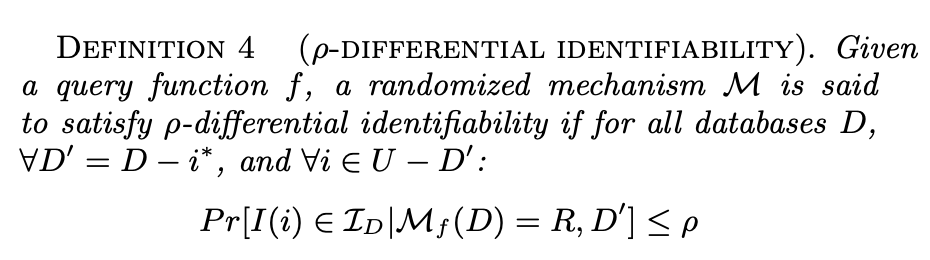 DEFINITION 4 (ρ-DIFFERENTIAL IDENTIFIABILITY). Given
a query function f, a randomized mechanism ℳ is said
to satisfy ρ-differential identifiability if for all databases D,
∀D′ = D − i*, and ∀i ∈ U − D′:
Pr[I(i) ∈ ℐ_D|ℳ_f(D) = R, D′] ≤ ρ